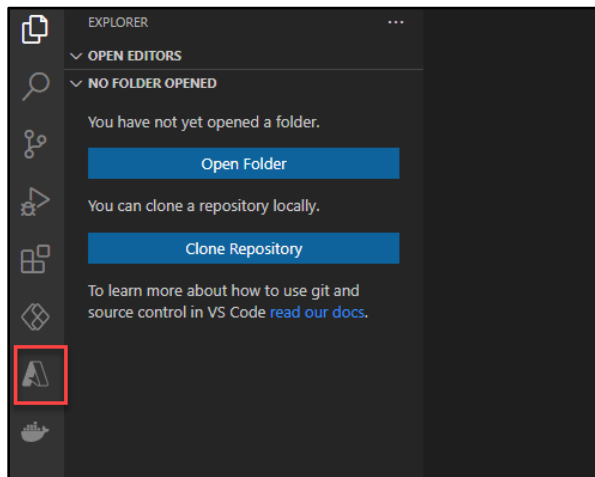 EXPLORER
OPEN EDITORS
NO FOLDER OPENED
You have not yet opened a folder.
Open Folder
You can clone a repository locally.
Clone Repository
To learn more about how to use git and
source control in VS Code read our docs.